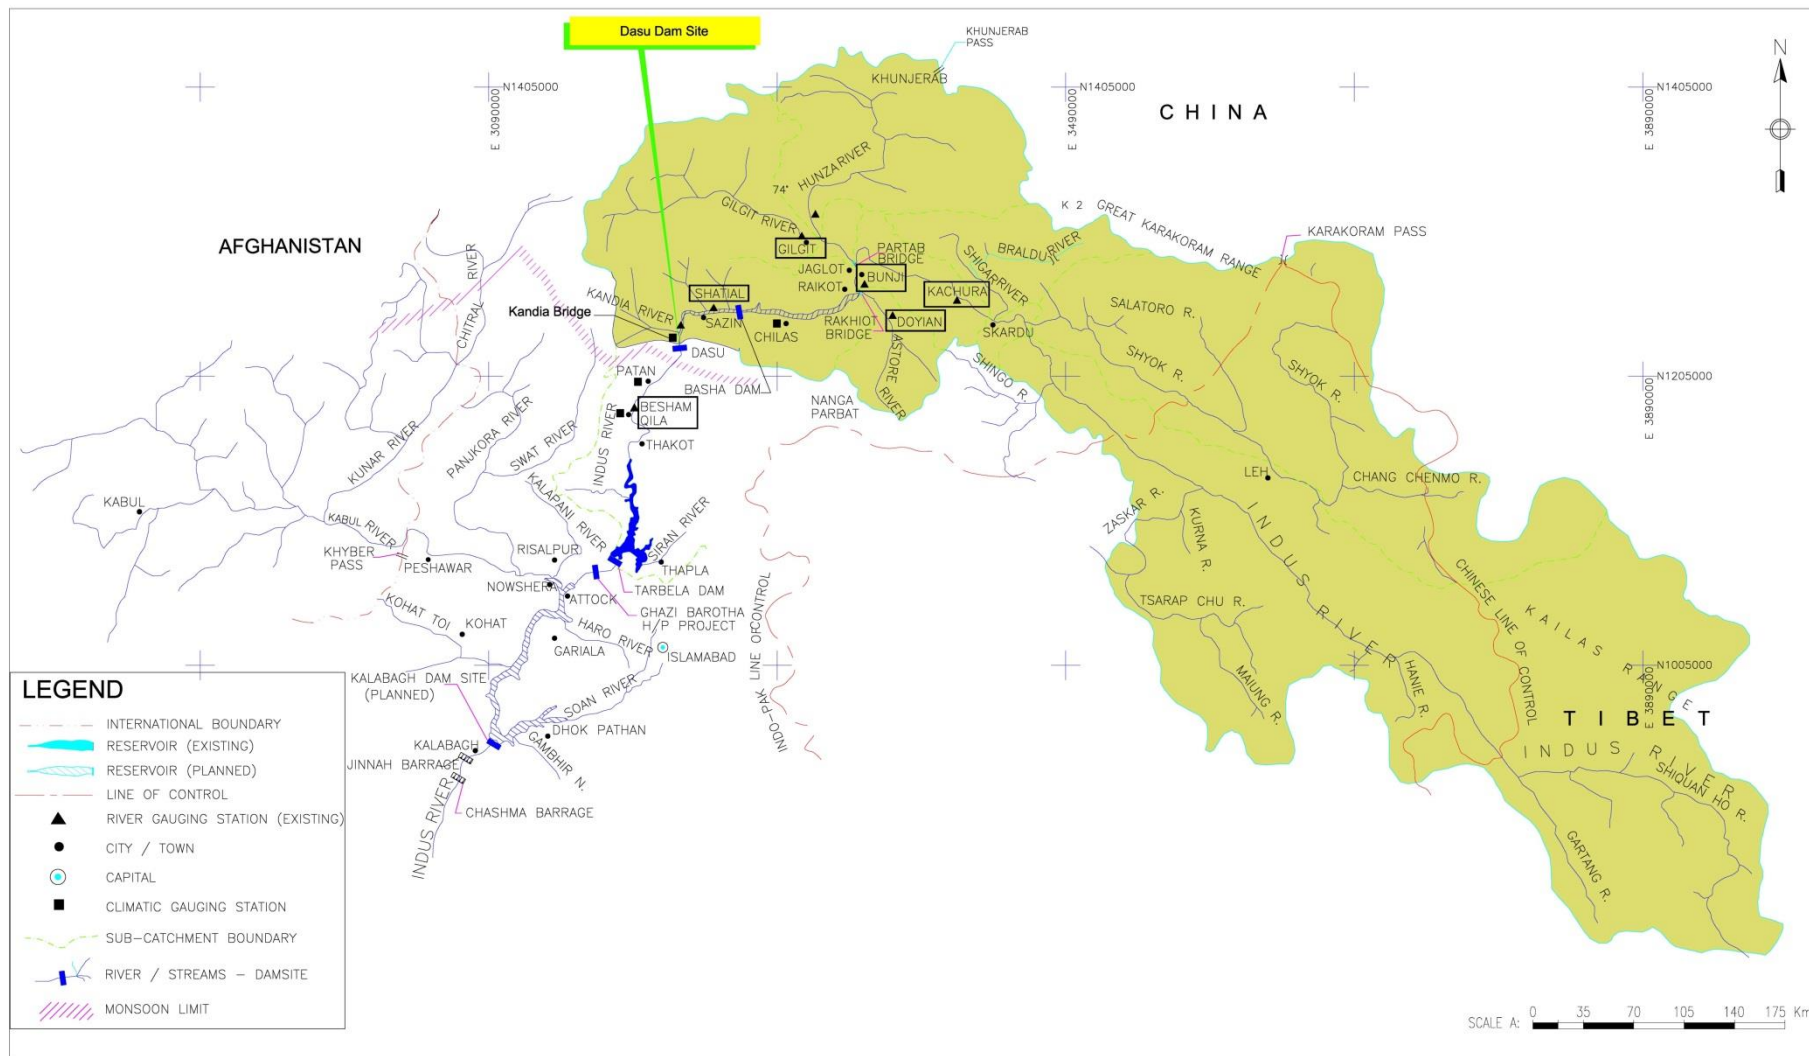 Dasu Dam Site
KHUNJERAB
PASS
KHUNJERAB
N
N1405000
N1405000
N1405000
E 3090000
E 3490000
E 3890000
CHINA
HUNZA RIVER
74°
GILGIT RIVER
GILGIT
K 2 GREAT KARAKORAM RANGE
KARAKORAM PASS
AFGHANISTAN
CHITRAL RIVER
PARTAB
BRIDGE
SHIGAR RIVER
BRALDU RIVER
JAGLOT
BUNJI
RAIKOT
KACHURA
SHATIAL
KANDIA RIVER
Kandia Bridge
SAZIN
CHILAS
RAKHIOT
BRIDGE
DOYIAN
SKARDU
SALATORO R.
DASU
ASTORE
RIVER
SHINGO R.
SHYOK R.
SHYOK R.
PATAN
BASHA DAM
NANGA
PARBAT
N1205000
E 3890000
BESHAM
QILA
INDUS RIVER
THAKOT
KUNAR RIVER
PANJKORA RIVER
SWAT RIVER
KALAPANI RIVER
SIRAN RIVER
LEH
CHANG CHENMO R.
KABUL
KABUL RIVER
KHYBER
PASS
PESHAWAR
RISALPUR
NOWSHERA
ATTOCK
THAPLA
TARBELA DAM
GHAZI BAROTHA
H/P PROJECT
ZASKAR R.
KURNA R.
INDUS RIVER
TSARAP CHU R.
CHINESE LINE OF CONTROL
KAILAS RANGE
KOHAT TOI
KOHAT
GARIALA
HARO RIVER
ISLAMABAD
INDO-PAK LINE OFCONTROL
MAIUNG R.
HANIE R.
N1005000
E 3890000
KALABAGH DAM SITE
(PLANNED)
SOAN RIVER
DHOK PATHAN
GAMBHIR N.
KALABAGH
JINNAH BARRAGE
CHASHMA BARRAGE
INDUS RIVER
TIBET
INDUS RIVER
SHIQUAN HO R.
GARTANG R.
LEGEND
INTERNATIONAL BOUNDARY
RESERVOIR (EXISTING)
RESERVOIR (PLANNED)
LINE OF CONTROL
RIVER GAUGING STATION (EXISTING)
CITY / TOWN
CAPITAL
CLIMATIC GAUGING STATION
SUB-CATCHMENT BOUNDARY
RIVER / STREAMS - DAMSITE
MONSOON LIMIT
SCALE A: 0 35 70 105 140 175 Km